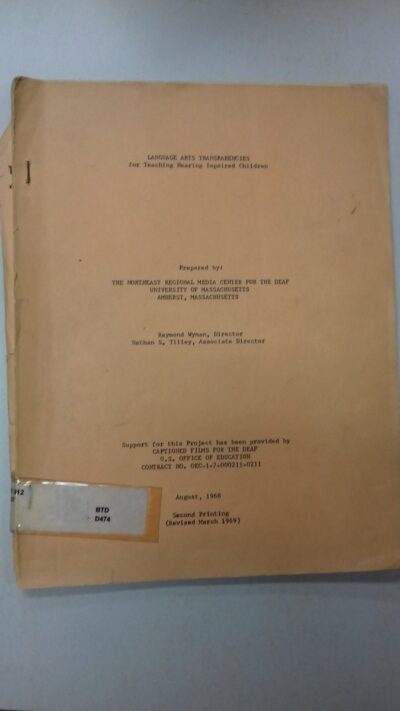 LANGUAGE ARTS TRANSPARENCIES
for Teaching Hearing Impaired Children
Prepared by:
THE NORTHEAST REGIONAL MEDIA CENTER FOR THE DEAF
UNIVERSITY OF MASSACHUSETTS
AMHERST, MASSACHUSETTS
Raymond Wyman, Director
Nathan S. Tilley, Associate Director
Support for this Project has been provided by
CAPTIONED FILMS FOR THE DEAF
U.S. OFFICE OF EDUCATION
CONTRACT NO. OEC-1-7-000215-0211
August, 1968
Second Printing
(Revised March 1969)
BTD
D474